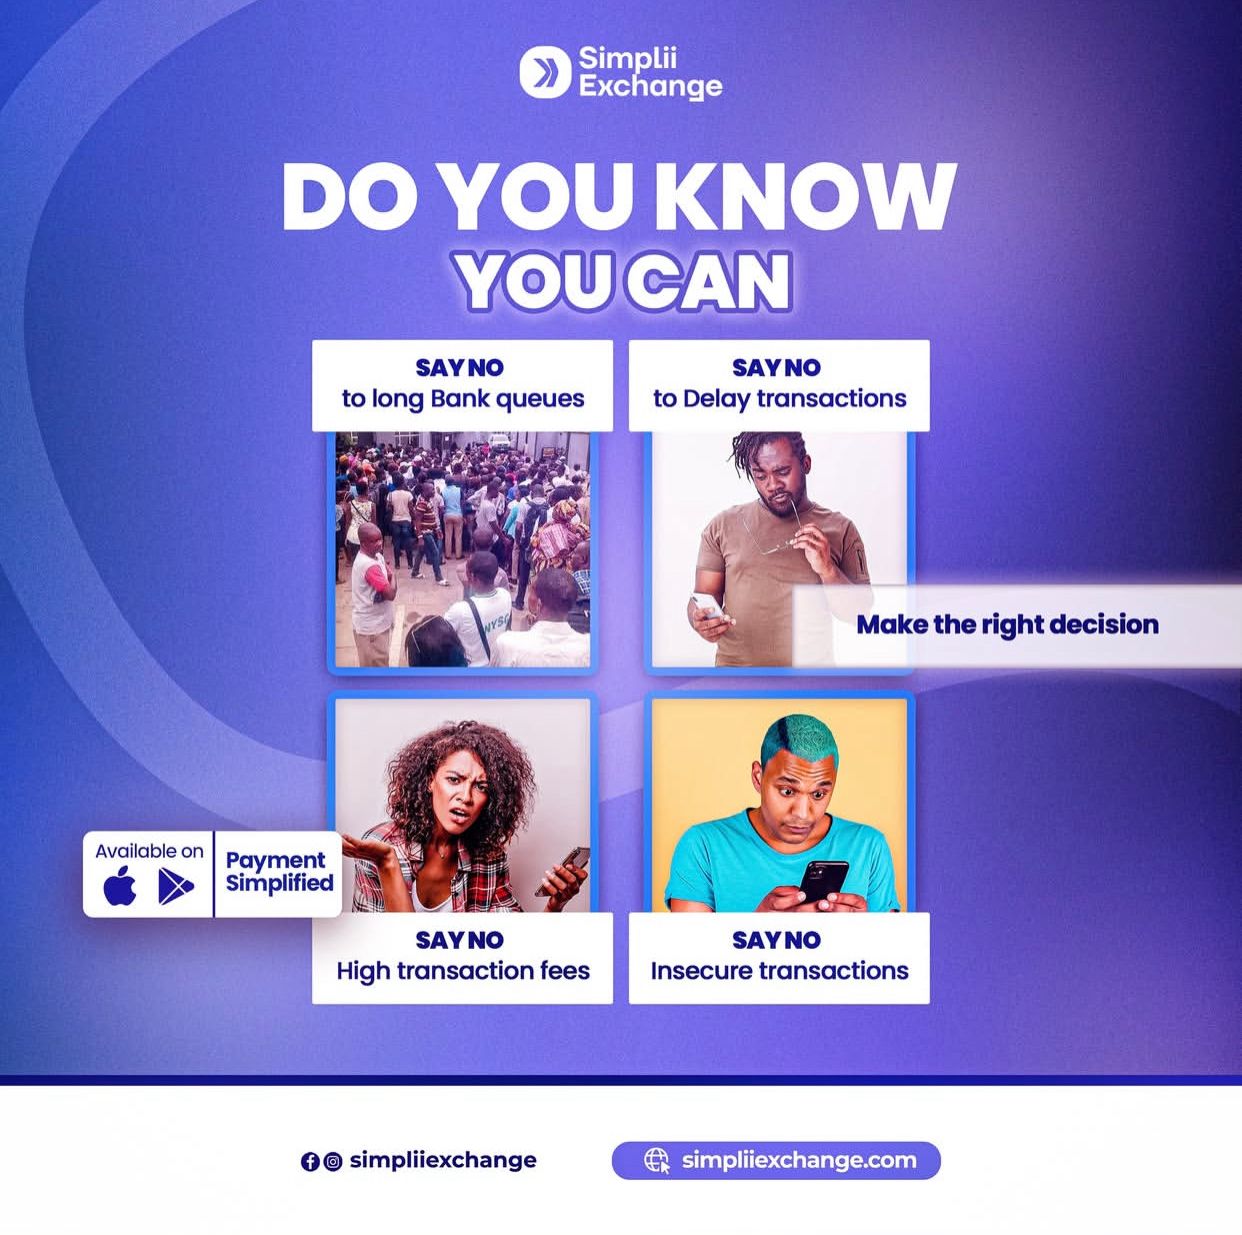 Simplii
Exchange
DO YOU KNOW
YOU CAN
SAY NO
to long Bank queues
SAY NO
to Delay transactions
NYSC
Make the right decision
Available on
Payment
Simplified
SAY NO
High transaction fees
SAY NO
Insecure transactions
simpliiexchange
simpliiexchange.com